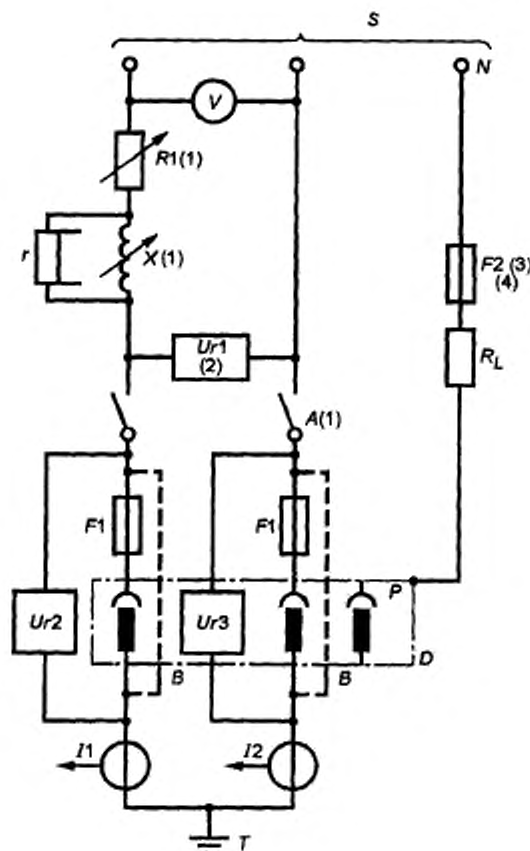 S
N
V
R1(1)
r
X(1)
F2(3)
(4)
Ur1
(2)
RL
A(1)
F1
F1
P
Ur2
Ur3
D
B
B
I1
I2
T